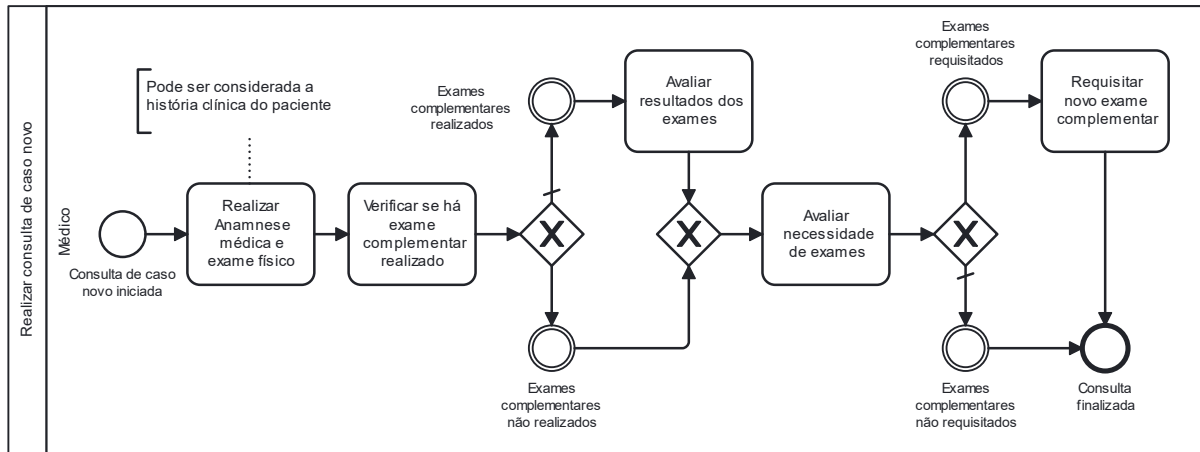 Realizar consulta de caso novo
Médico
Pode ser considerada a
história clínica do paciente
Consulta de caso
novo iniciada
Realizar
Anamnese
médica e
exame físico
Verificar se há
exame
complementar
realizado
Exames
complementares
realizados
Avaliar
resultados dos
exames
Exames
complementares
não realizados
Avaliar
necessidade
de exames
Exames
complementares
requisitados
Requisitar
novo exame
complementar
Exames
complementares
não requisitados
Consulta
finalizada